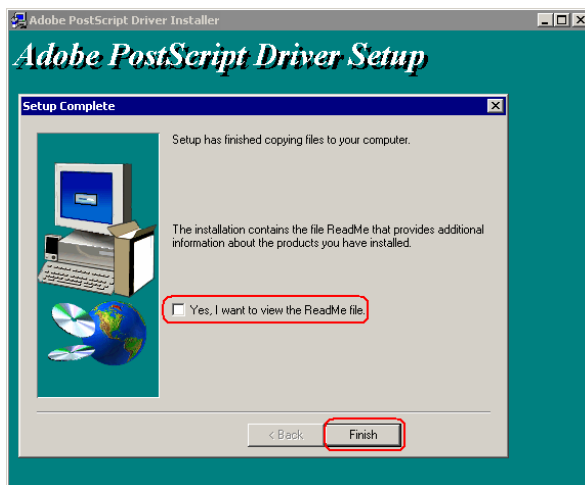 Adobe PostScript Driver Installer
Adobe PostScript Driver Setup
Setup Complete
Setup has finished copying files to your computer.
The installation contains the file ReadMe that provides additional
information about the products you have installed.
Yes, I want to view the ReadMe file.
< Back Finish